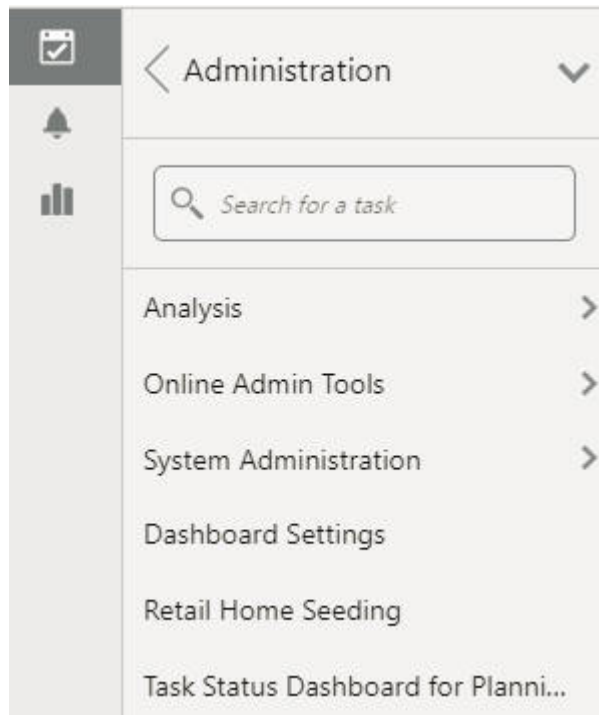 Administration
Search for a task
Analysis
Online Admin Tools
System Administration
Dashboard Settings
Retail Home Seeding
Task Status Dashboard for Planni...